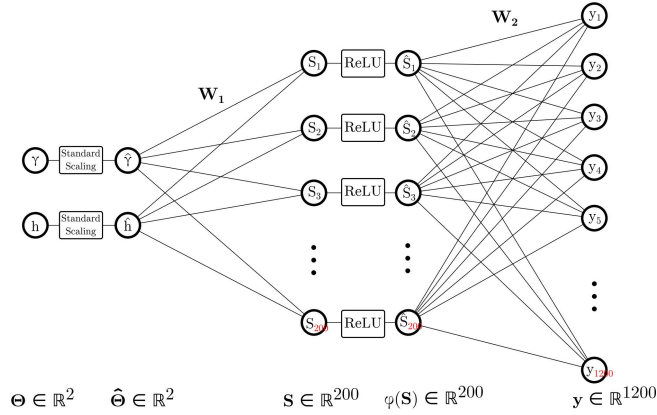 y₁
W₂
S₁ ReLU Ŝ₁
y₂
W₁
y₃
S₂ ReLU Ŝ₂
ϒ Standard Scaling ϒ̂
y₄
S₃ ReLU Ŝ₃
y₅
h Standard Scaling ĥ
S₂₀₀ ReLU Ŝ₂₀₀
y₁₂₀₀
Θ ∈ ℝ² Θ̂ ∈ ℝ² S ∈ ℝ²⁰⁰ φ(S) ∈ ℝ²⁰⁰ y ∈ ℝ¹²⁰⁰